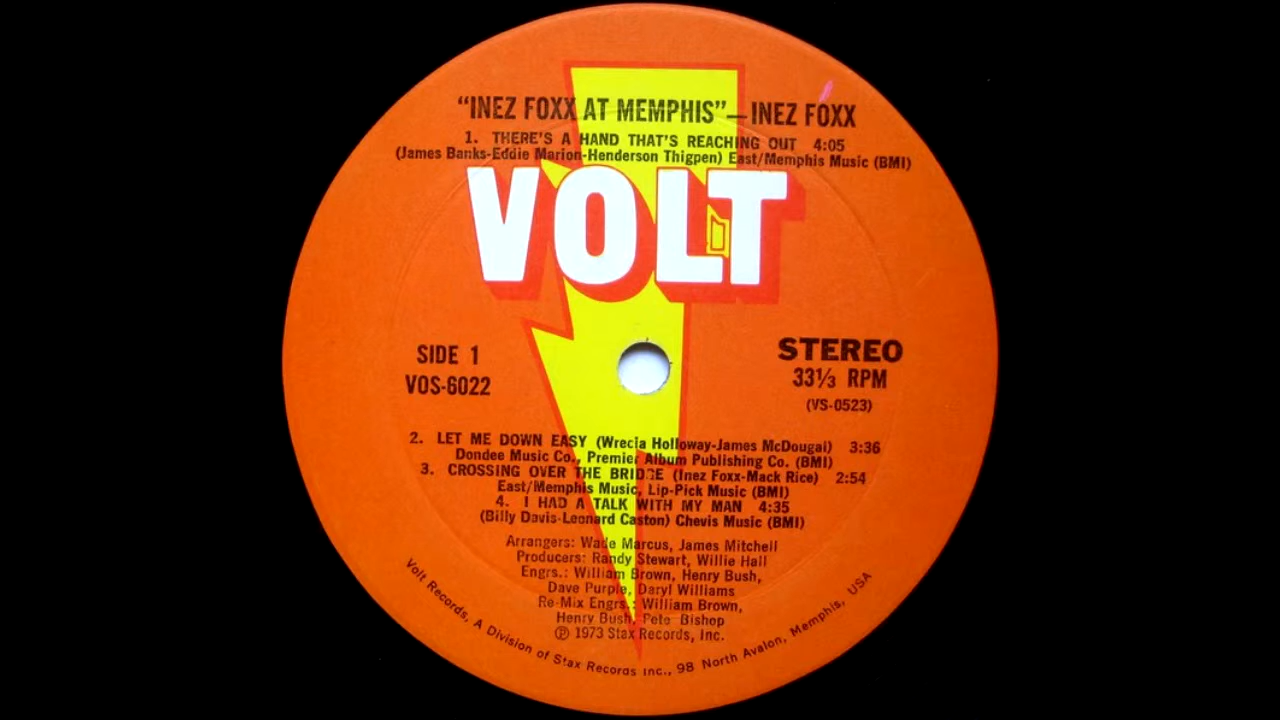 "INEZ FOXX AT MEMPHIS"—INEZ FOXX
1. THERE'S A HAND THAT'S REACHING OUT 4:05
(James Banks-Eddie Marion-Henderson Thigpen) East/Memphis Music (BMI)
VOLT
SIDE 1
VOS-6022
STEREO
33⅓ RPM
(VS-0523)
2. LET ME DOWN EASY (Wrecia Holloway-James McDougal) 3:36
Dondee Music Co., Premier Album Publishing Co. (BMI)
3. CROSSING OVER THE BRIDGE (Inez Foxx-Mack Rice) 2:54
East/Memphis Music, Lip-Pick Music (BMI)
4. I HAD A TALK WITH MY MAN 4:35
(Billy Davis-Leonard Caston) Chevis Music (BMI)
Arrangers: Wade Marcus, James Mitchell
Producers: Randy Stewart, Willie Hall
Engrs.: William Brown, Henry Bush,
Dave Purple, Daryl Williams
Re-Mix Engrs.: William Brown,
Henry Bush, Pete Bishop
℗ 1973 Stax Records, Inc.
Volt Records, A Division of Stax Records Inc., 98 North Avalon, Memphis, USA